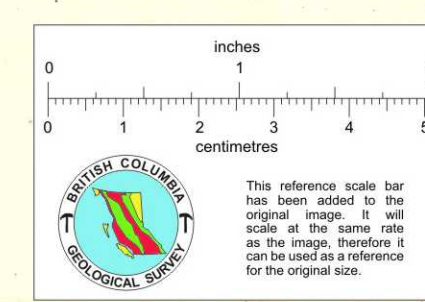 inches
0 1
0 1 2 3 4 5
centimetres
BRITISH COLUMBIA
GEOLOGICAL SURVEY
This reference scale bar
has been added to the
original image. It will
scale at the same rate
as the image, therefore it
can be used as a reference
for the original size.